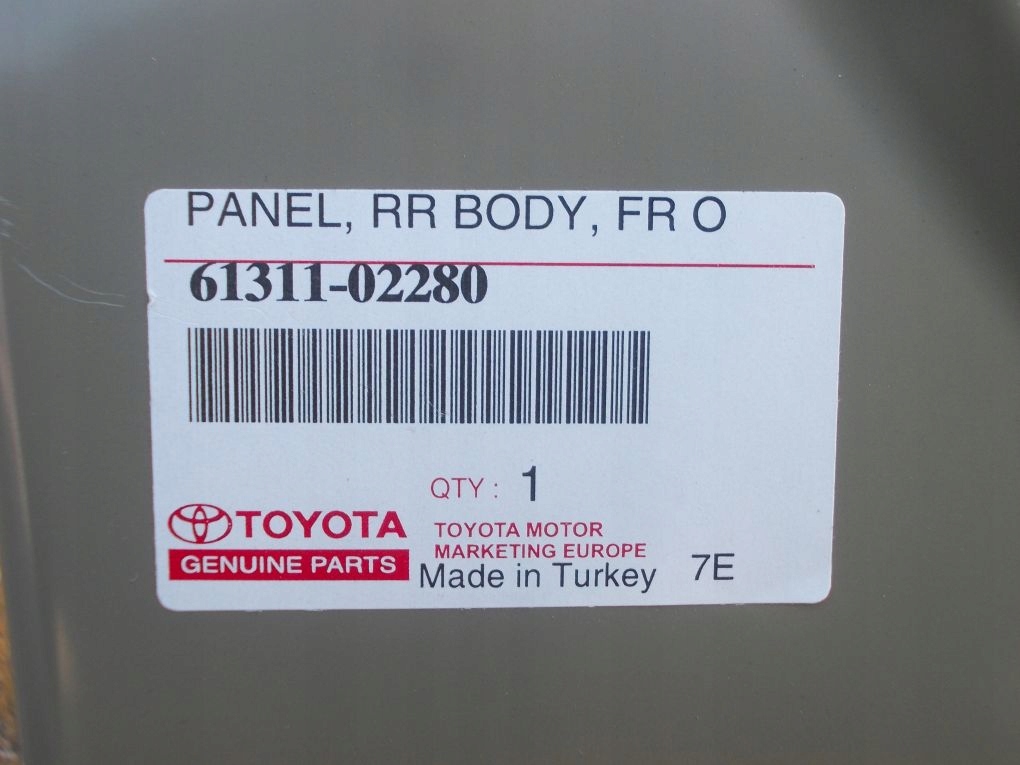 PANEL, RR BODY, FR O
61311-02280
QTY : 1
TOYOTA
GENUINE PARTS
TOYOTA MOTOR
MARKETING EUROPE
Made in Turkey 7E